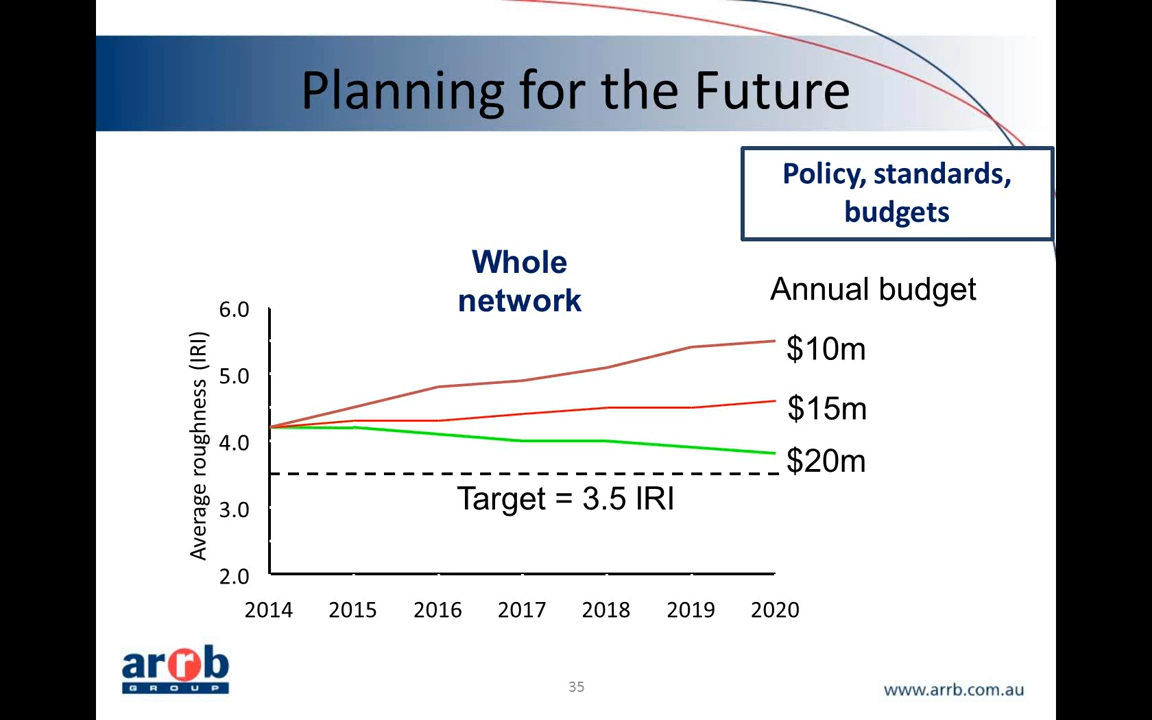 Planning for the Future
Policy, standards,
budgets
Whole
network
Annual budget
Average roughness (IRI)
6.0
5.0
4.0
3.0
2.0
$10m
$15m
$20m
Target = 3.5 IRI
2014 2015 2016 2017 2018 2019 2020
arrb
GROUP
35
www.arrb.com.au